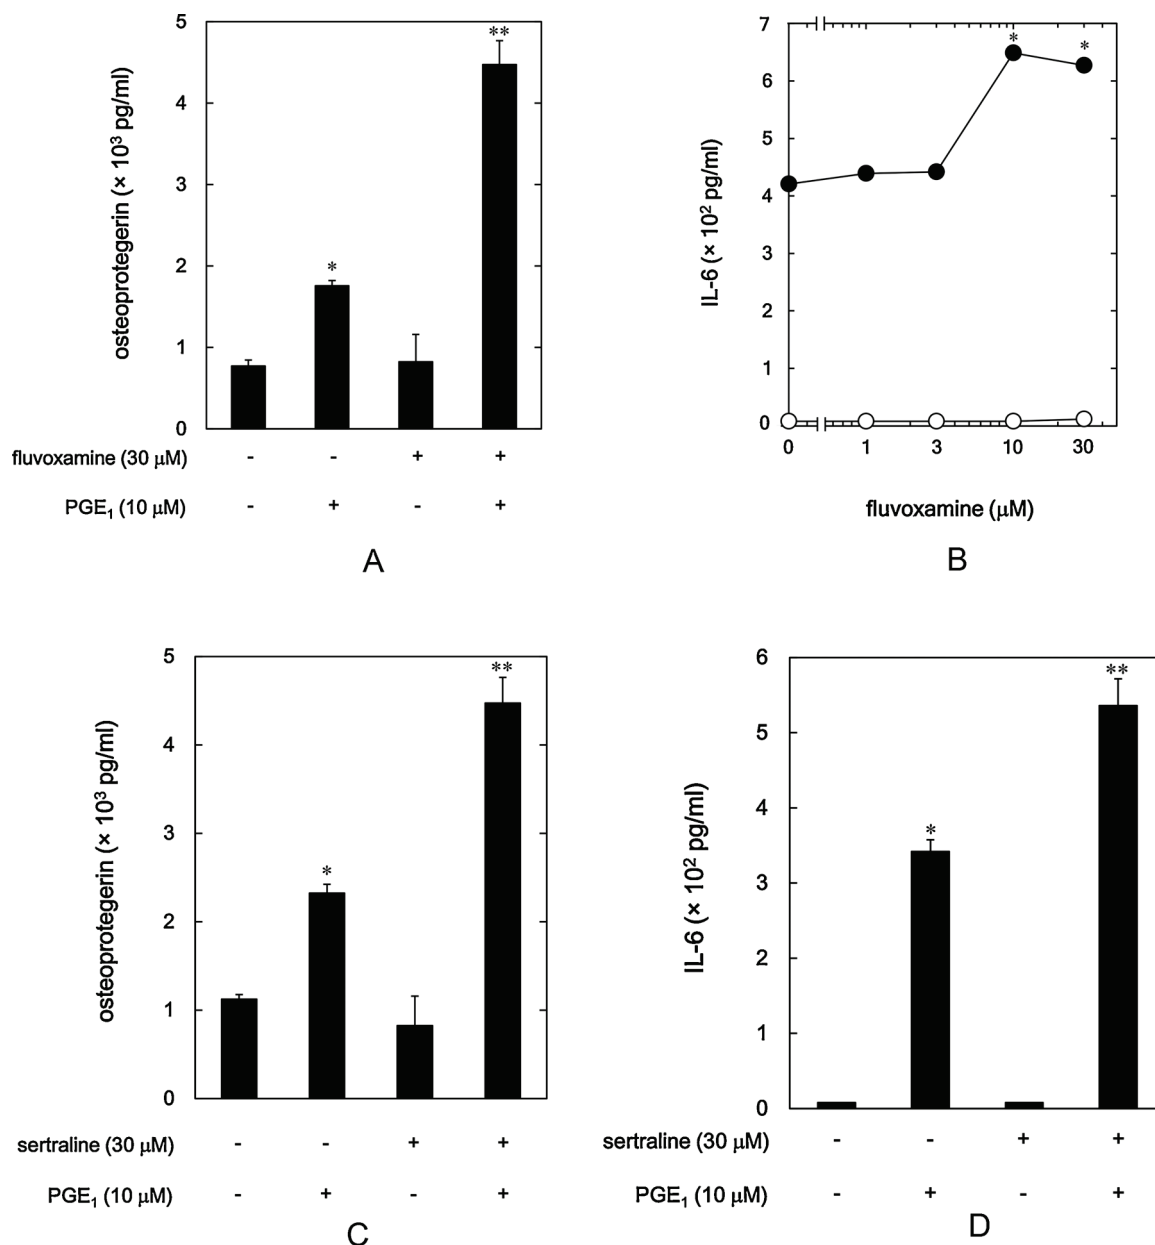 5
4
3
2
1
0
osteoprotegerin (× 10³ pg/ml)
* **
fluvoxamine (30 μM) - - + +
PGE₁ (10 μM) - + - +
A
7
6
5
4
3
2
1
0
IL-6 (× 10² pg/ml)
* *
0 1 3 10 30
fluvoxamine (μM)
B
5
4
3
2
1
0
osteoprotegerin (× 10³ pg/ml)
* **
sertraline (30 μM) - - + +
PGE₁ (10 μM) - + - +
C
6
5
4
3
2
1
0
IL-6 (× 10² pg/ml)
* **
sertraline (30 μM) - - + +
PGE₁ (10 μM) - + - +
D